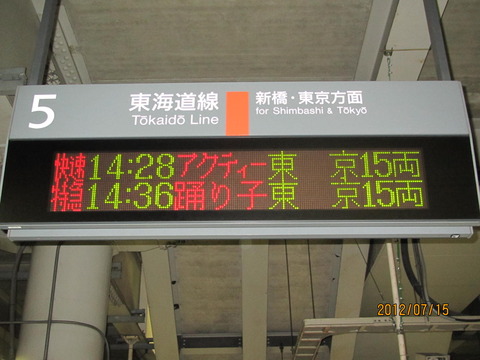 5 東海道線 新橋・東京方面
Tōkaidō Line for Shimbashi & Tōkyō
快速 14:28 アクティー 東 京 15両
特急 14:36 踊り子 東 京 15両
2012/07/15